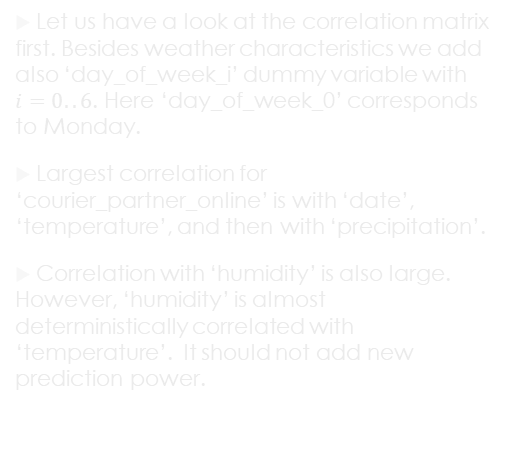 ▶ Let us have a look at the correlation matrix
first. Besides weather characteristics we add
also ‘day_of_week_i’ dummy variable with
i = 0..6. Here ‘day_of_week_0’ corresponds
to Monday.
▶ Largest correlation for
‘courier_partner_online’ is with ‘date’,
‘temperature’, and then with ‘precipitation’.
▶ Correlation with ‘humidity’ is also large.
However, ‘humidity’ is almost
deterministically correlated with
‘temperature’. It should not add new
prediction power.